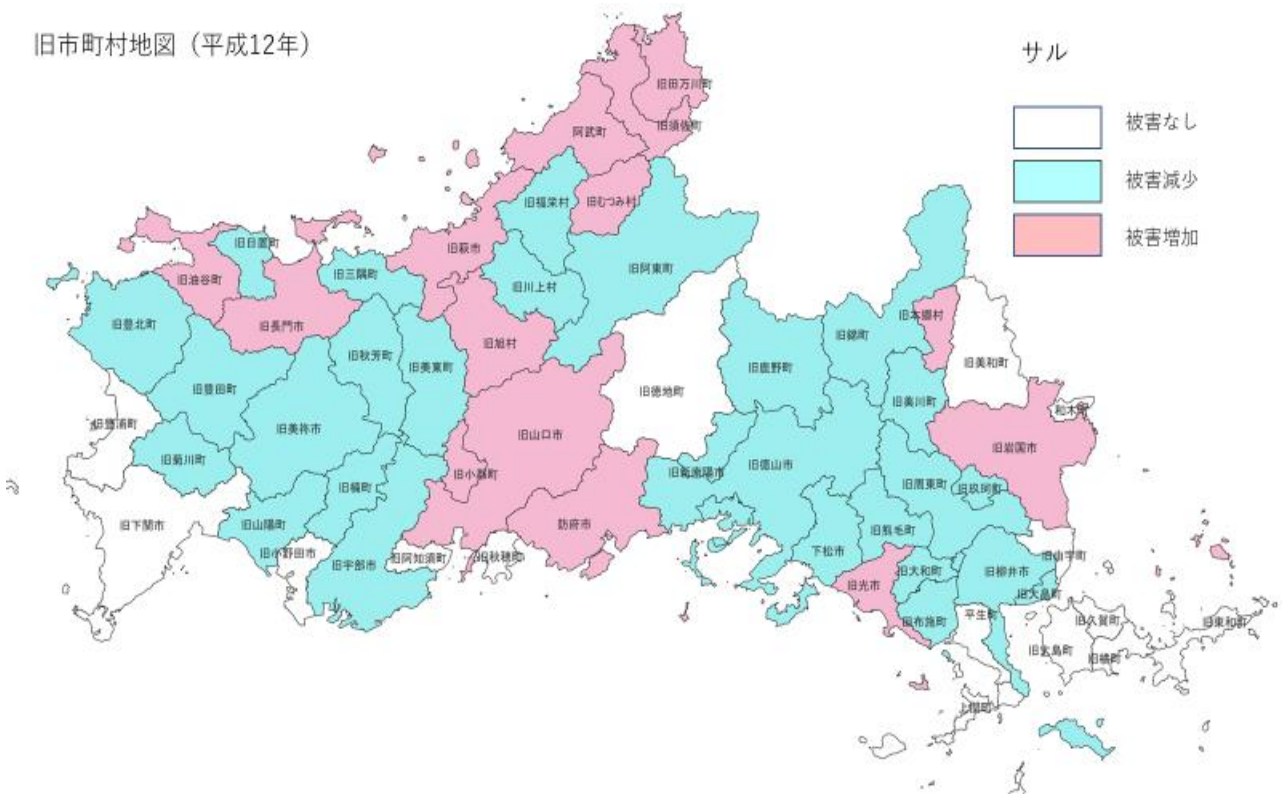 旧市町村地図（平成12年）
サル
被害なし
被害減少
被害増加
旧田万川町
旧須佐町
阿武町
旧むつみ村
旧福栄村
旧萩市
旧日置町
旧三隅町
旧油谷町
旧阿東町
旧川上村
旧豊北町
旧長門市
旧本郷村
旧旭村
旧秋芳町
旧美東町
旧錦町
旧美和町
旧鹿野町
旧豊田町
旧徳地町
旧美川町
和木町
旧豊浦町
旧美祢市
旧山口市
旧岩国市
旧菊川町
旧小郡町
旧新南陽市
旧徳山市
旧周東町
旧玖珂町
旧楠町
旧下関市
旧山陽町
防府市
旧熊毛町
旧小野田市
旧阿知須町
旧秋穂町
下松市
旧由宇町
旧宇部市
旧大和町
旧柳井市
旧光市
旧大畠町
旧田布施町
平生町
旧久賀町
旧東和町
旧大島町
旧橘町
上関町